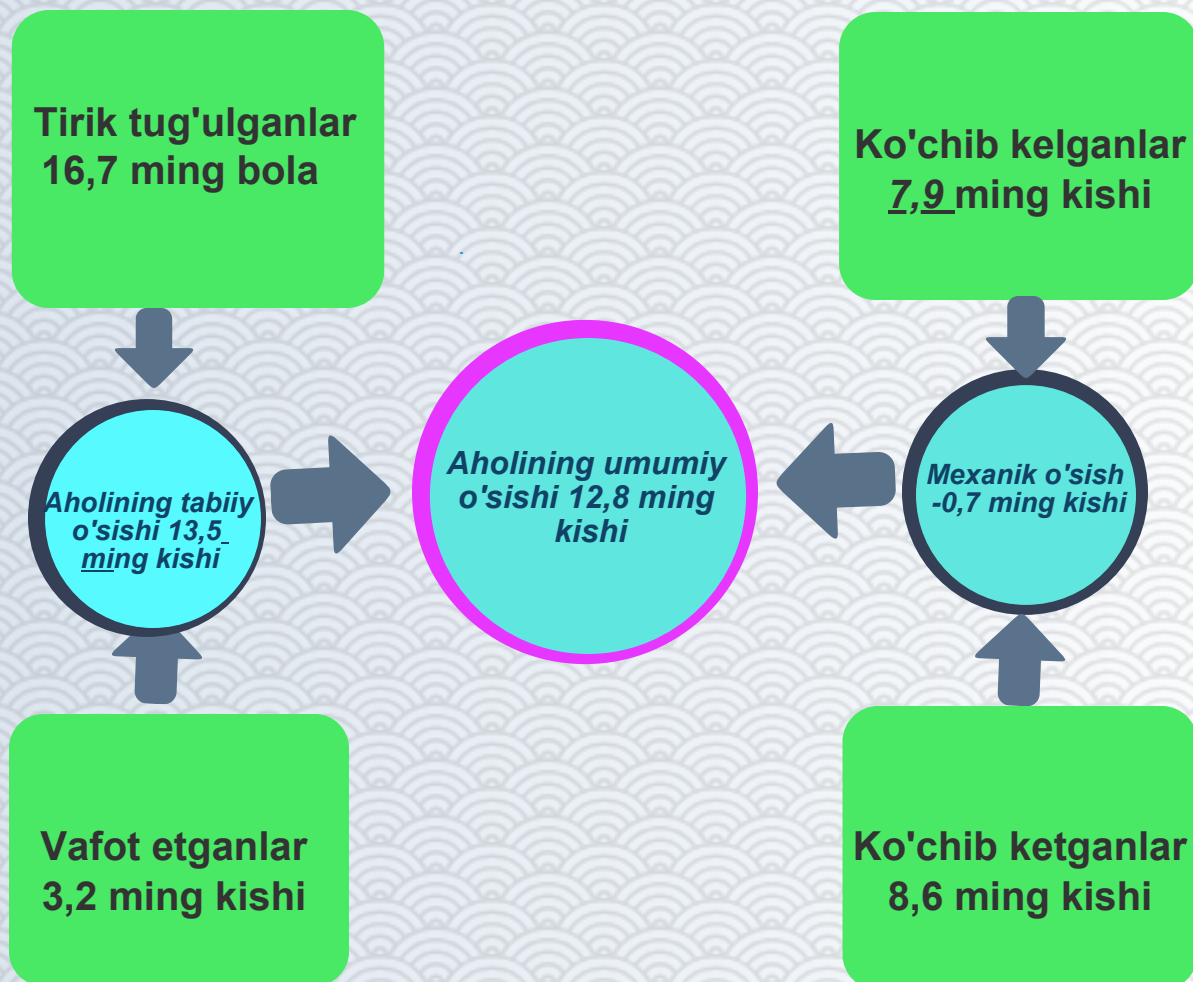 Tirik tug'ulganlar
16,7 ming bola
Ko'chib kelganlar
7,9 ming kishi
Aholining tabiiy
o'sishi 13,5
ming kishi
Aholining umumiy
o'sishi 12,8 ming
kishi
Mexanik o'sish
-0,7 ming kishi
Vafot etganlar
3,2 ming kishi
Ko'chib ketganlar
8,6 ming kishi